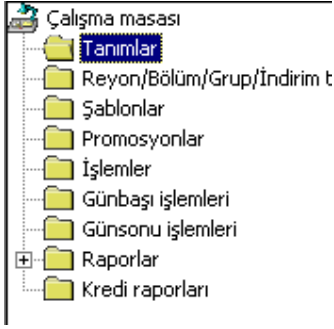 Çalışma masası
Tanımlar
Reyon/Bölüm/Grup/İndirim t
Şablonlar
Promosyonlar
İşlemler
Günbaşı işlemleri
Günsonu işlemleri
Raporlar
Kredi raporları